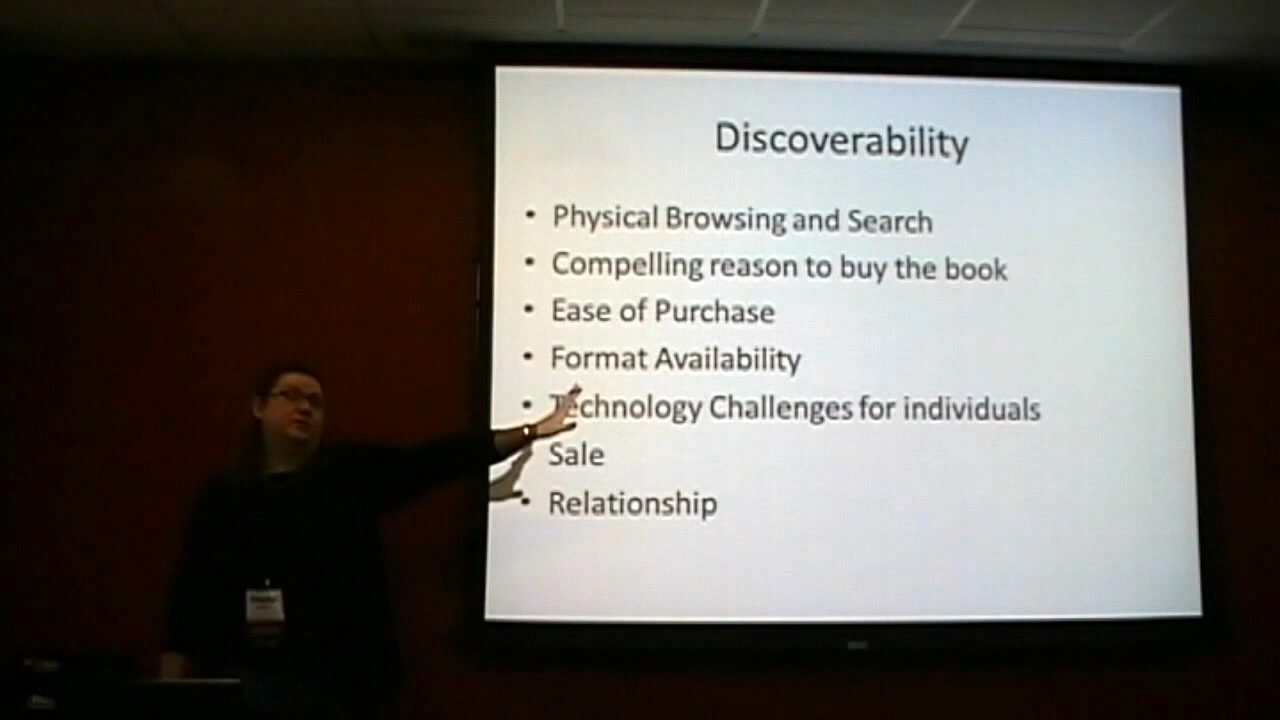 Discoverability
• Physical Browsing and Search
• Compelling reason to buy the book
• Ease of Purchase
• Format Availability
• Technology Challenges for individuals
Sale
• Relationship